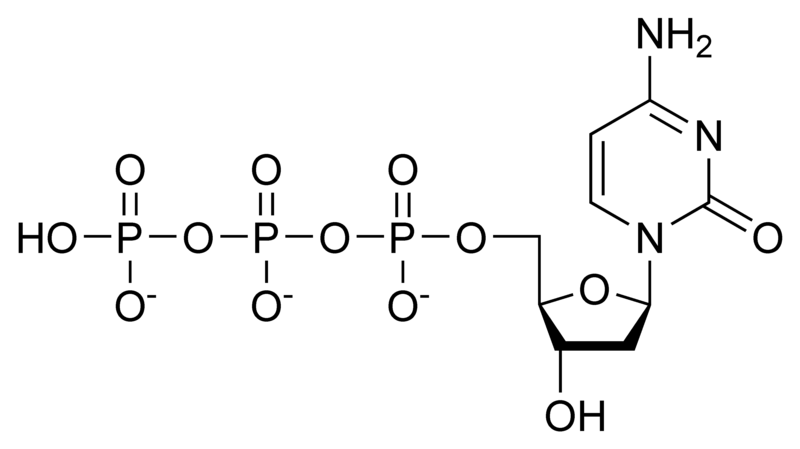 NH₂
O O O N
HO P O P O P O N O
O⁻ O⁻ O⁻ O
OH